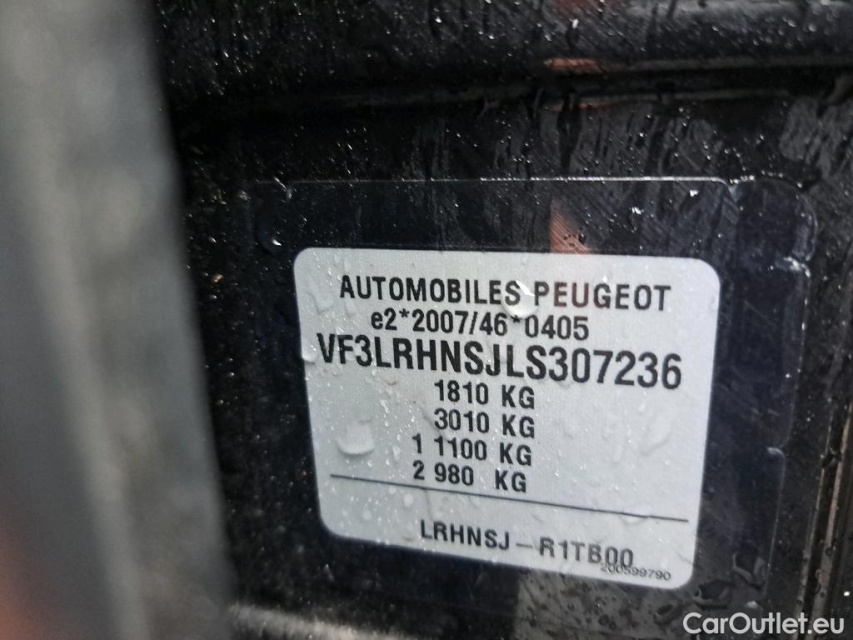 AUTOMOBILES PEUGEOT
e2*2007/46*0405
VF3LRHNSJLS307236
1810 KG
3010 KG
1 1100 KG
2 980 KG
LRHNSJ - R1TB00
200599790
CarOutlet.eu